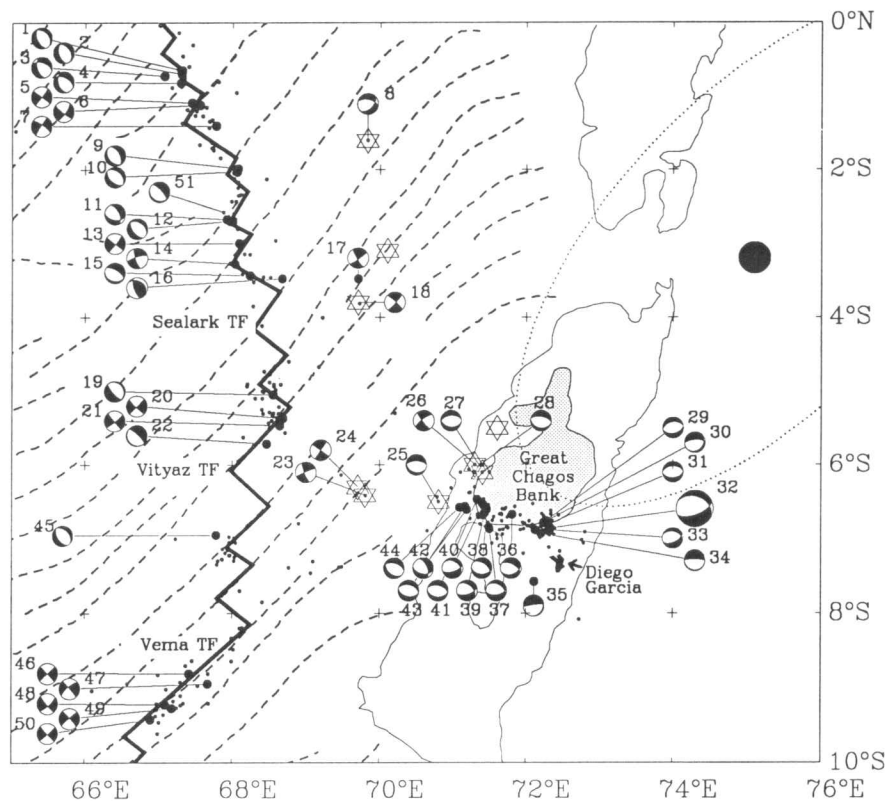 0°N
1
2
3
4
5
6
7
8
9
10
51
2°S
11
12
13
14
15
16
17
18
4°S
Sealark TF
19
20
21
22
23
24
25
26
27
28
29
30
31
32
33
34
Vityaz TF
Great
Chagos
Bank
6°S
45
44
42
40
38
36
43
41
39
37
35
Diego
Garcia
8°S
Vema TF
46
47
48
49
50
10°S
66°E
68°E
70°E
72°E
74°E
76°E